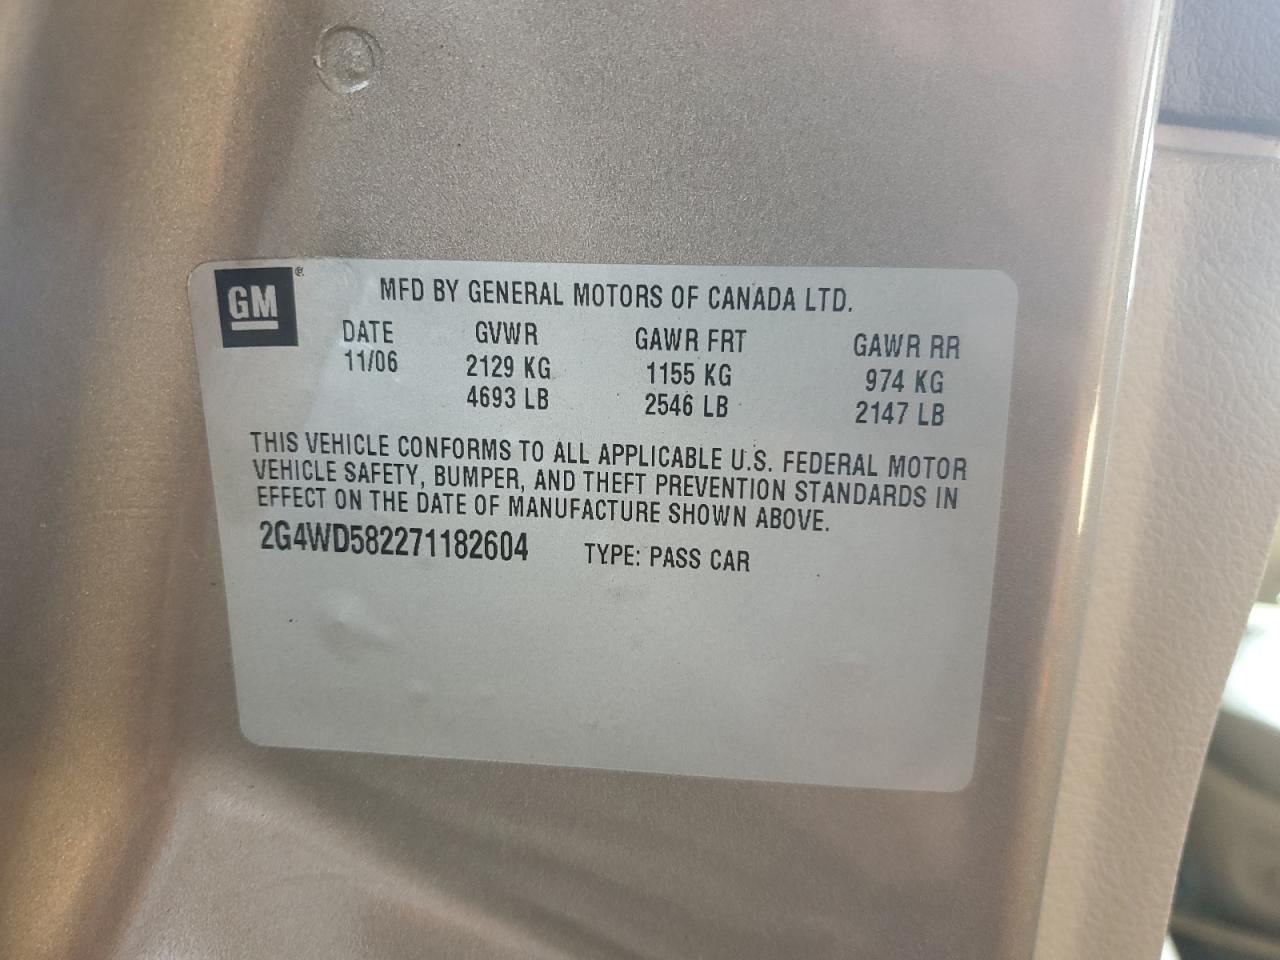 GM®
MFD BY GENERAL MOTORS OF CANADA LTD.
DATE GVWR GAWR FRT GAWR RR
11/06 2129 KG 1155 KG 974 KG
4693 LB 2546 LB 2147 LB
THIS VEHICLE CONFORMS TO ALL APPLICABLE U.S. FEDERAL MOTOR
VEHICLE SAFETY, BUMPER, AND THEFT PREVENTION STANDARDS IN
EFFECT ON THE DATE OF MANUFACTURE SHOWN ABOVE.
2G4WD582271182604 TYPE: PASS CAR